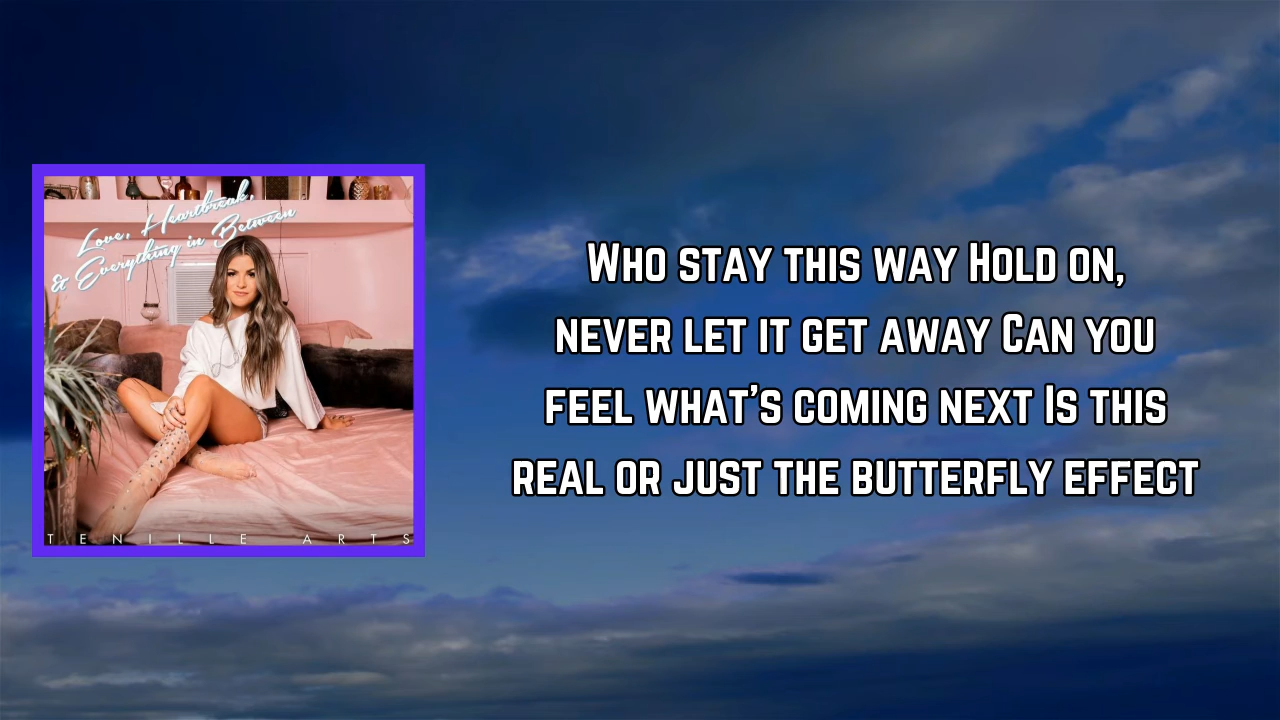 Love, Heartbreak,
& Everything in Between
TENILLE ARTS
Who stay this way Hold on,
never let it get away Can you
feel what's coming next Is this
real or just the butterfly effect